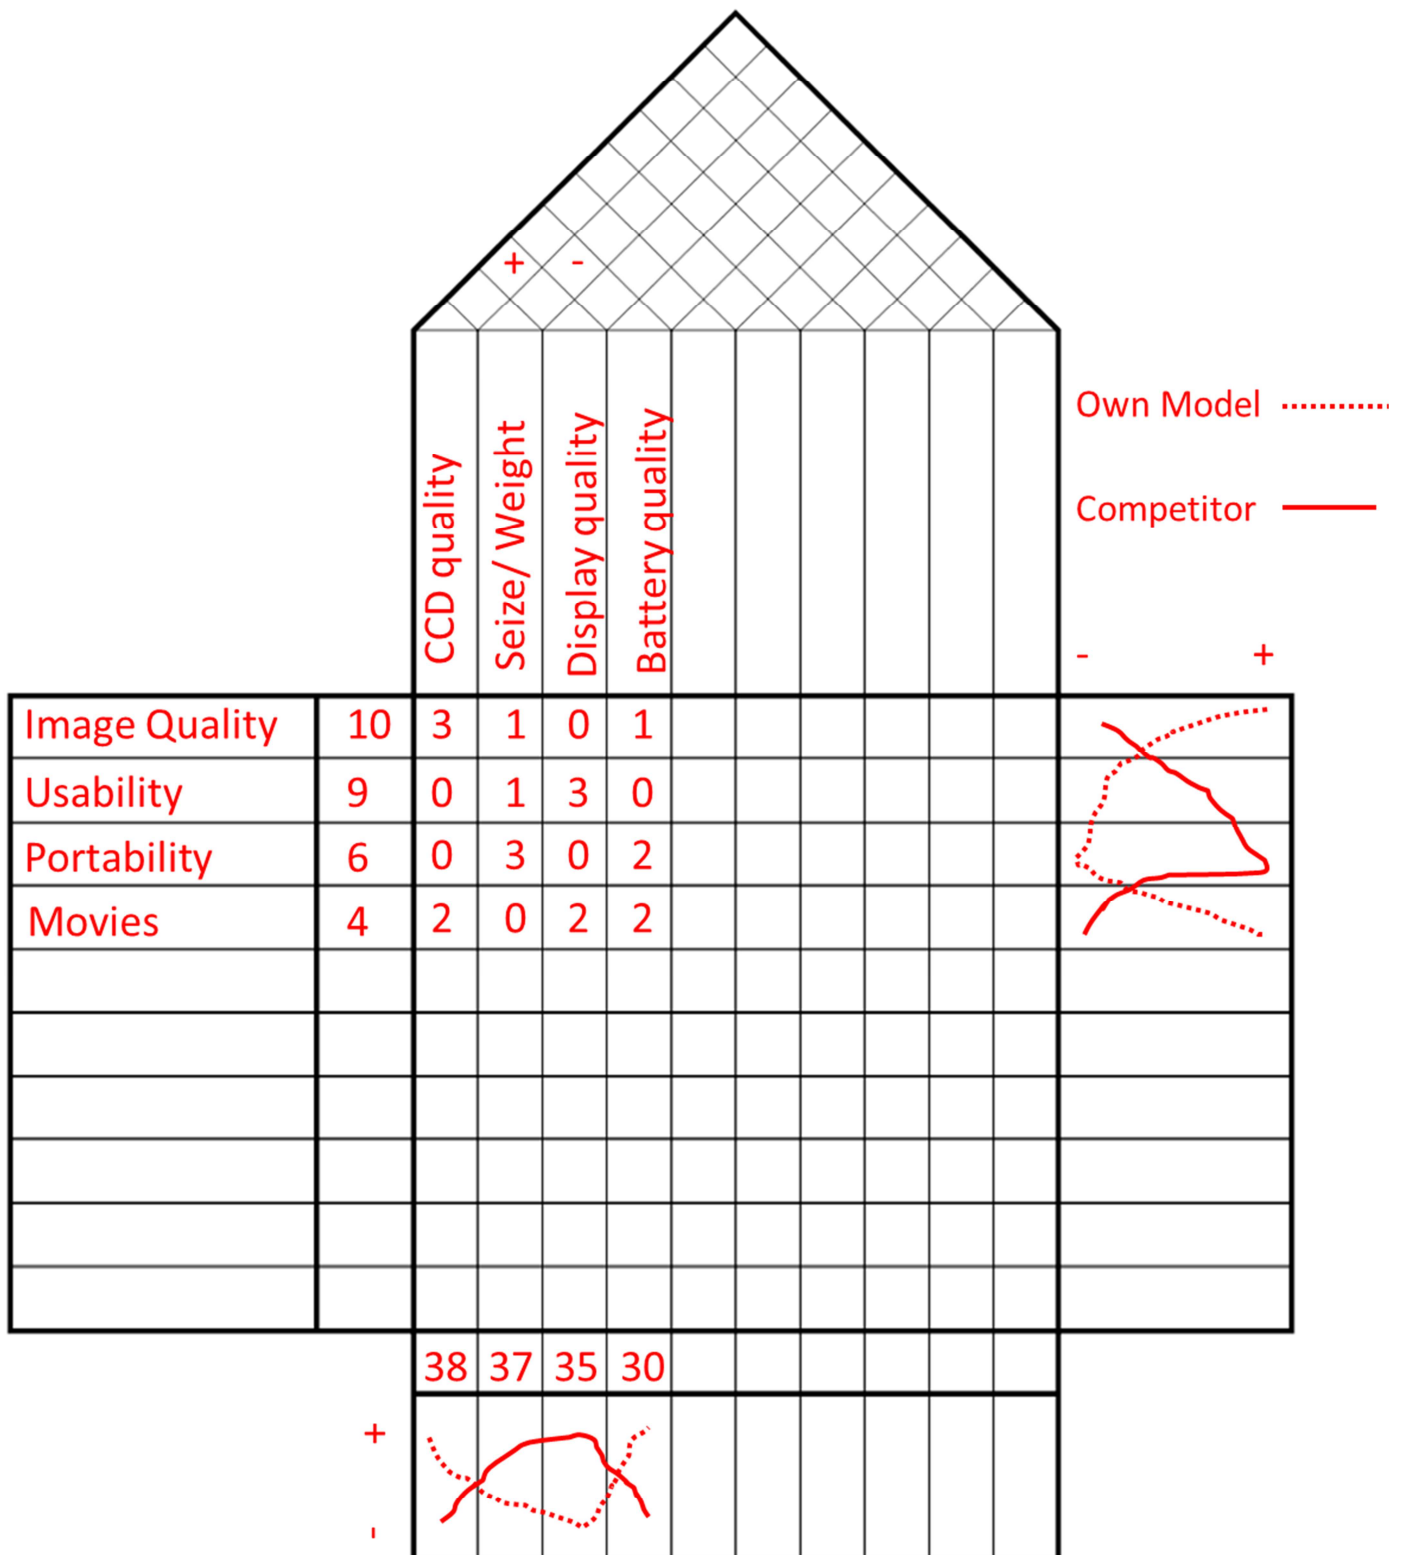 + -
CCD quality
Seize/ Weight
Display quality
Battery quality
Own Model
Competitor
- +
Image Quality 10 3 1 0 1
Usability 9 0 1 3 0
Portability 6 0 3 0 2
Movies 4 2 0 2 2
38 37 35 30
+
-